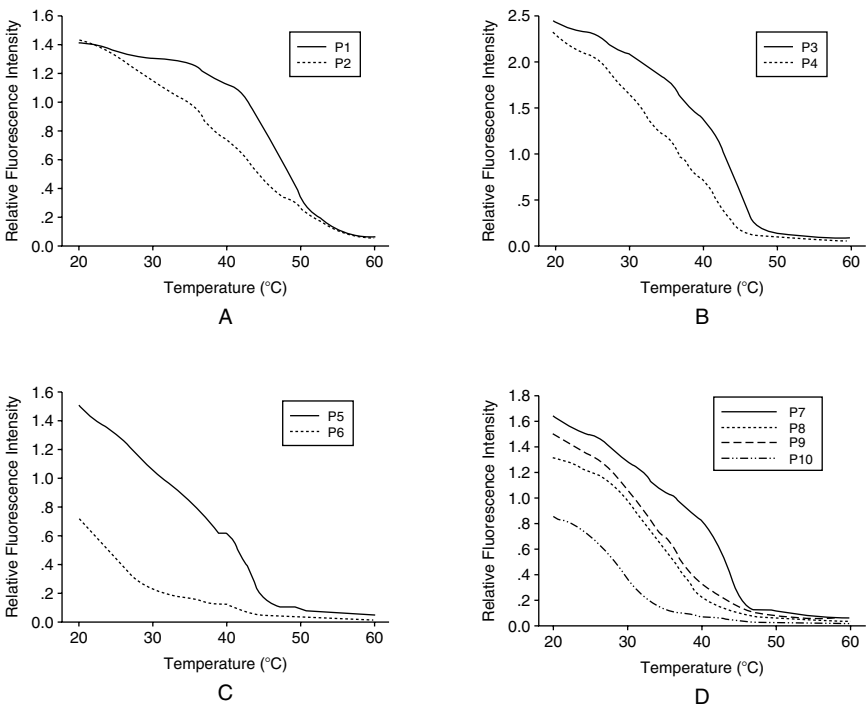 Relative Fluorescence Intensity
1.6
1.4
1.2
1.0
.8
.6
.4
.2
0.0
P1
P2
20 30 40 50 60
Temperature (°C)
A
Relative Fluorescence Intensity
2.5
2.0
1.5
1.0
.5
0.0
P3
P4
20 30 40 50 60
Temperature (°C)
B
Relative Fluorescence Intensity
1.6
1.4
1.2
1.0
.8
.6
.4
.2
0.0
P5
P6
20 30 40 50 60
Temperature (°C)
C
Relative Fluorescence Intensity
1.8
1.6
1.4
1.2
1.0
.8
.6
.4
.2
0.0
P7
P8
P9
P10
20 30 40 50 60
Temperature (°C)
D